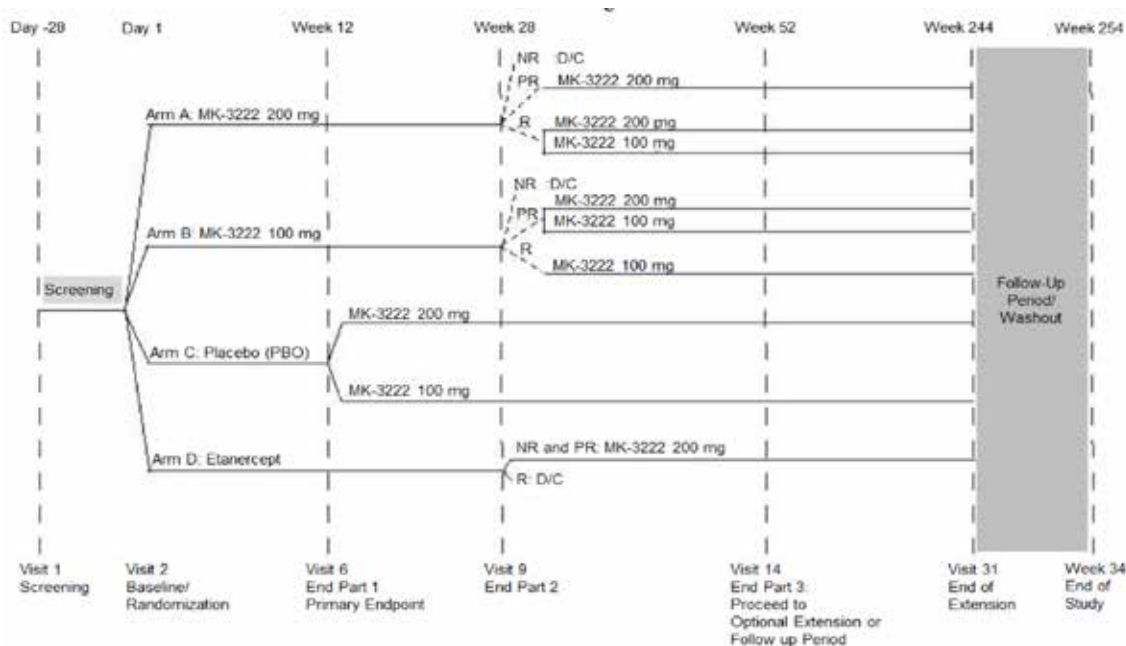 Day -28 Day 1 Week 12 Week 28 Week 52 Week 244 Week 254
NR :D/C
PR MK-3222 200 mg
Arm A: MK-3222 200 mg
R MK-3222 200 mg
MK-3222 100 mg
NR :D/C
MK-3222 200 mg
PR MK-3222 100 mg
Arm B: MK-3222 100 mg
R
MK-3222 100 mg
Screening
Follow-Up
Period/
Washout
MK-3222 200 mg
Arm C: Placebo (PBO)
MK-3222 100 mg
NR and PR: MK-3222 200 mg
Arm D: Etanercept
R: D/C
Visit 1
Screening
Visit 2
Baseline/
Randomization
Visit 6
End Part 1
Primary Endpoint
Visit 9
End Part 2
Visit 14
End Part 3:
Proceed to
Optional Extension or
Follow up Period
Visit 31
End of
Extension
Week 34
End of
Study